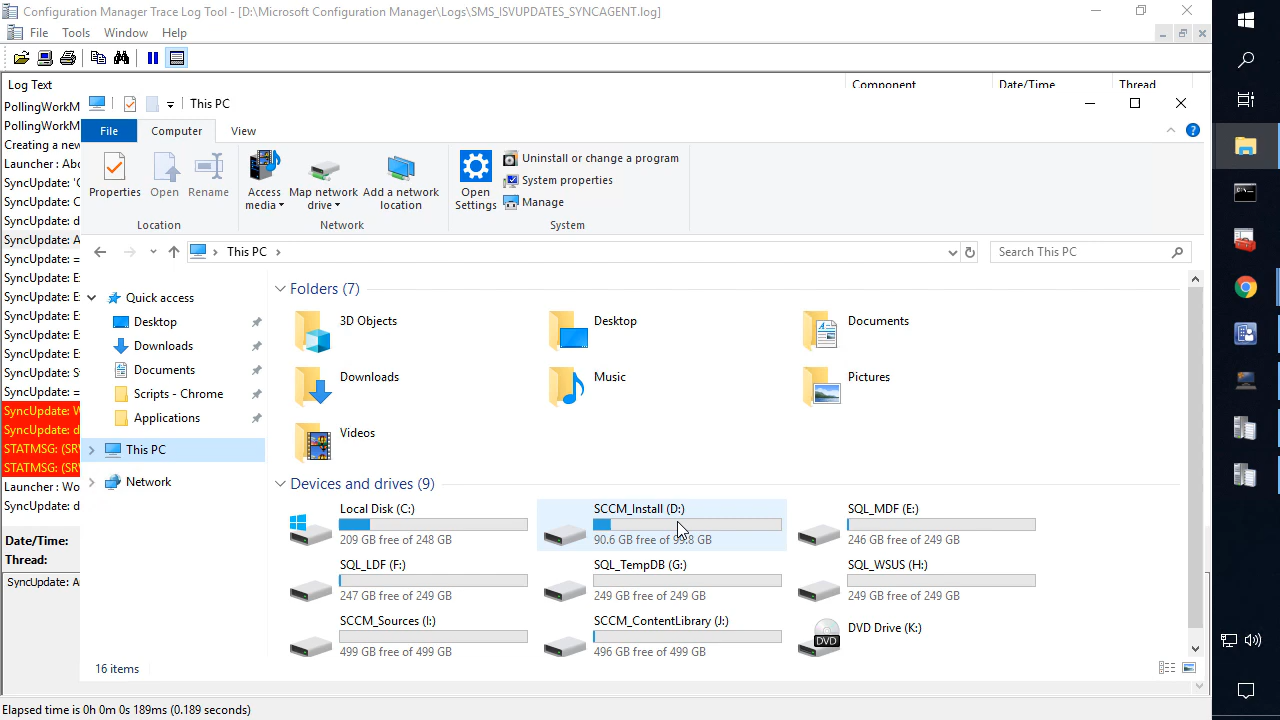 Configuration Manager Trace Log Tool - [D:\Microsoft Configuration Manager\Logs\SMS_ISVUPDATES_SYNCAGENT.log]
File Tools Window Help
Log Text Component Date/Time Thread
PollingWorkM
PollingWorkM
Creating a new
Launcher : Abo
SyncUpdate: 'C
SyncUpdate: C
SyncUpdate: d
SyncUpdate: A
SyncUpdate: =
SyncUpdate: E
SyncUpdate: E
SyncUpdate: E
SyncUpdate: E
SyncUpdate: E
SyncUpdate: St
SyncUpdate: =
SyncUpdate: W
SyncUpdate: d
STATMSG: (SR
STATMSG: (SR
Launcher : Wo
SyncUpdate: d
Date/Time:
Thread:
SyncUpdate: A
Elapsed time is 0h 0m 0s 189ms (0.189 seconds)
This PC
File Computer View
Properties Open Rename
Location
Access media
Map network drive
Add a network location
Network
Open Settings
Uninstall or change a program
System properties
Manage
System
This PC
Search This PC
Quick access
Desktop
Downloads
Documents
Scripts - Chrome
Applications
This PC
Network
Folders (7)
3D Objects Desktop Documents
Downloads Music Pictures
Videos
Devices and drives (9)
Local Disk (C:) SCCM_Install (D:) SQL_MDF (E:)
209 GB free of 248 GB 90.6 GB free of 99.8 GB 246 GB free of 249 GB
SQL_LDF (F:) SQL_TempDB (G:) SQL_WSUS (H:)
247 GB free of 249 GB 249 GB free of 249 GB 249 GB free of 249 GB
SCCM_Sources (I:) SCCM_ContentLibrary (J:) DVD Drive (K:)
DVD
499 GB free of 499 GB 496 GB free of 499 GB
16 items